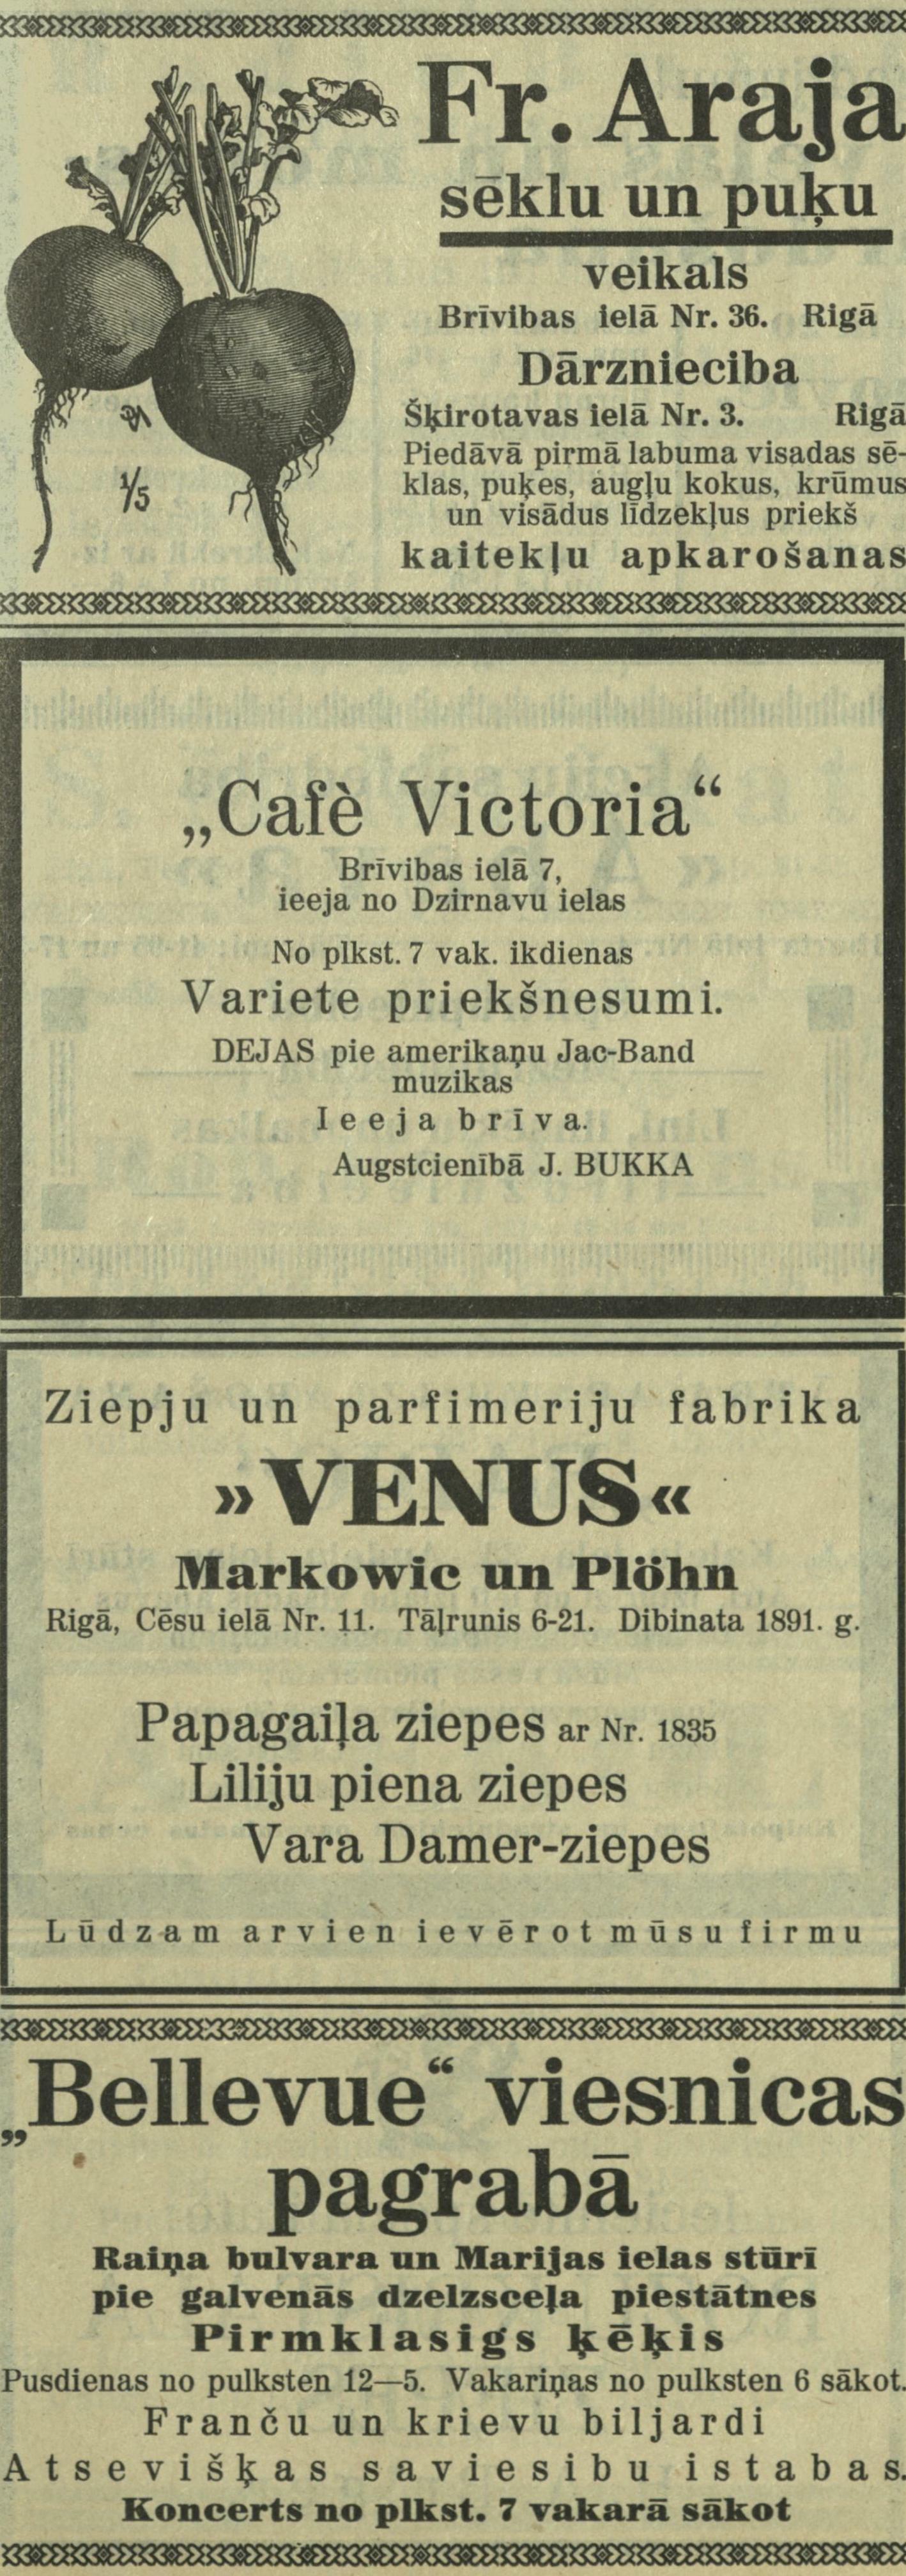 Fr. Araja
sēklu un puķu
veikals
Brīvibas ielā Nr. 36. Rigā
Dārznieciba
Šķirotavas ielā Nr. 3. Rigā
Piedāvā pirmā labuma visadas sē-
klas, puķes, augļu kokus, krūmus
un visādus līdzekļus priekš
kaitekļu apkarošanas
1/5
„Cafè Victoria“
Brīvibas ielā 7,
ieeja no Dzirnavu ielas
No plkst. 7 vak. ikdienas
Variete priekšnesumi.
DEJAS pie amerikaņu Jac-Band
muzikas
Ieeja brīva.
Augstcienībā J. BUKKA
Ziepju un parfimeriju fabrika
»VENUS«
Markowic un Plöhn
Rigā, Cēsu ielā Nr. 11. Tāļrunis 6-21. Dibinata 1891. g.
Papagaiļa ziepes ar Nr. 1835
Liliju piena ziepes
Vara Damer-ziepes
Lūdzam arvien ievērot mūsu firmu
„Bellevue“ viesnicas
pagrabā
Raiņa bulvara un Marijas ielas stūrī
pie galvenās dzelzsceļa piestātnes
Pirmklasigs ķēķis
Pusdienas no pulksten 12—5. Vakariņas no pulksten 6 sākot.
Franču un krievu biljardi
Atsevišķas saviesibu istabas.
Koncerts no plkst. 7 vakarā sākot